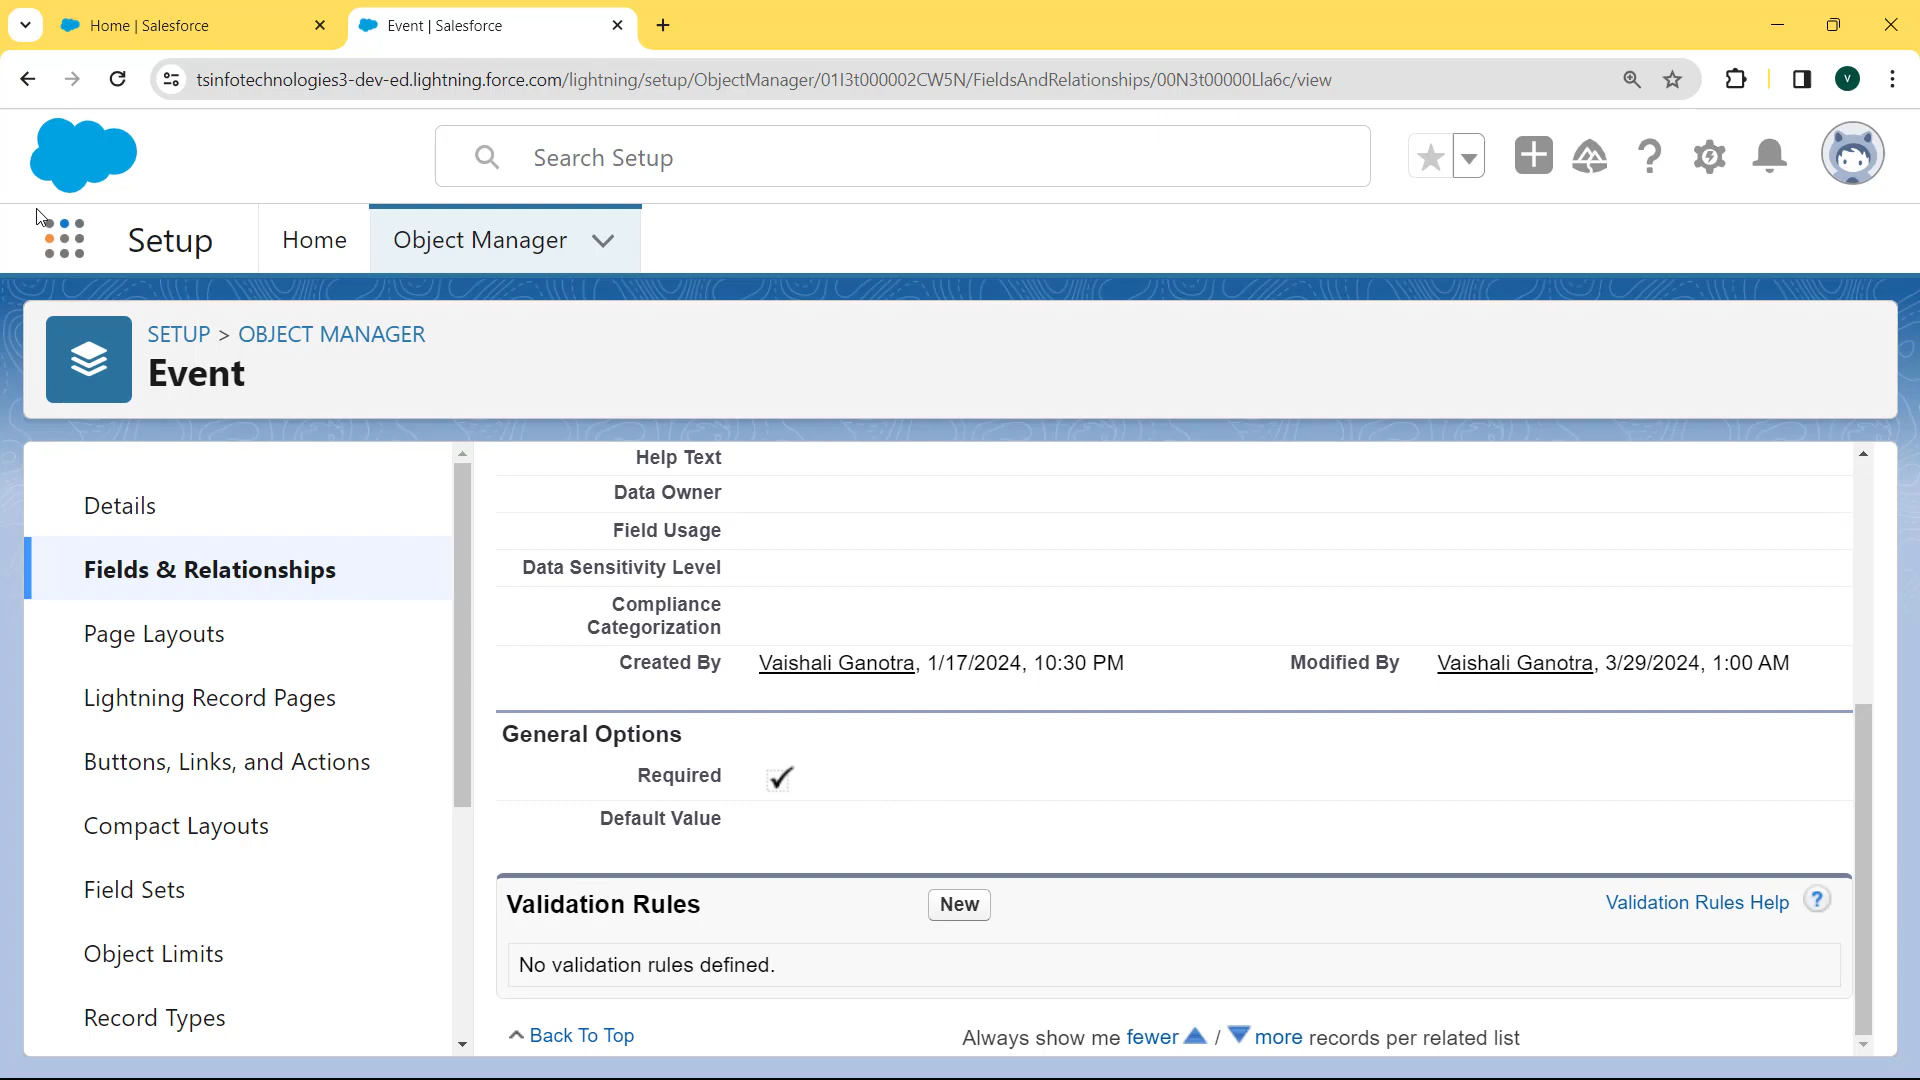 Home | Salesforce
Event | Salesforce
tsinfotechnologies3-dev-ed.lightning.force.com/lightning/setup/ObjectManager/01I3t000002CW5N/FieldsAndRelationships/00N3t00000Lla6c/view
V
Search Setup
Setup
Home
Object Manager
SETUP > OBJECT MANAGER
Event
Details
Fields & Relationships
Page Layouts
Lightning Record Pages
Buttons, Links, and Actions
Compact Layouts
Field Sets
Object Limits
Record Types
Help Text
Data Owner
Field Usage
Data Sensitivity Level
Compliance
Categorization
Created By Vaishali Ganotra, 1/17/2024, 10:30 PM Modified By Vaishali Ganotra, 3/29/2024, 1:00 AM
General Options
Required
Default Value
Validation Rules New Validation Rules Help ?
No validation rules defined.
Back To Top Always show me fewer / more records per related list